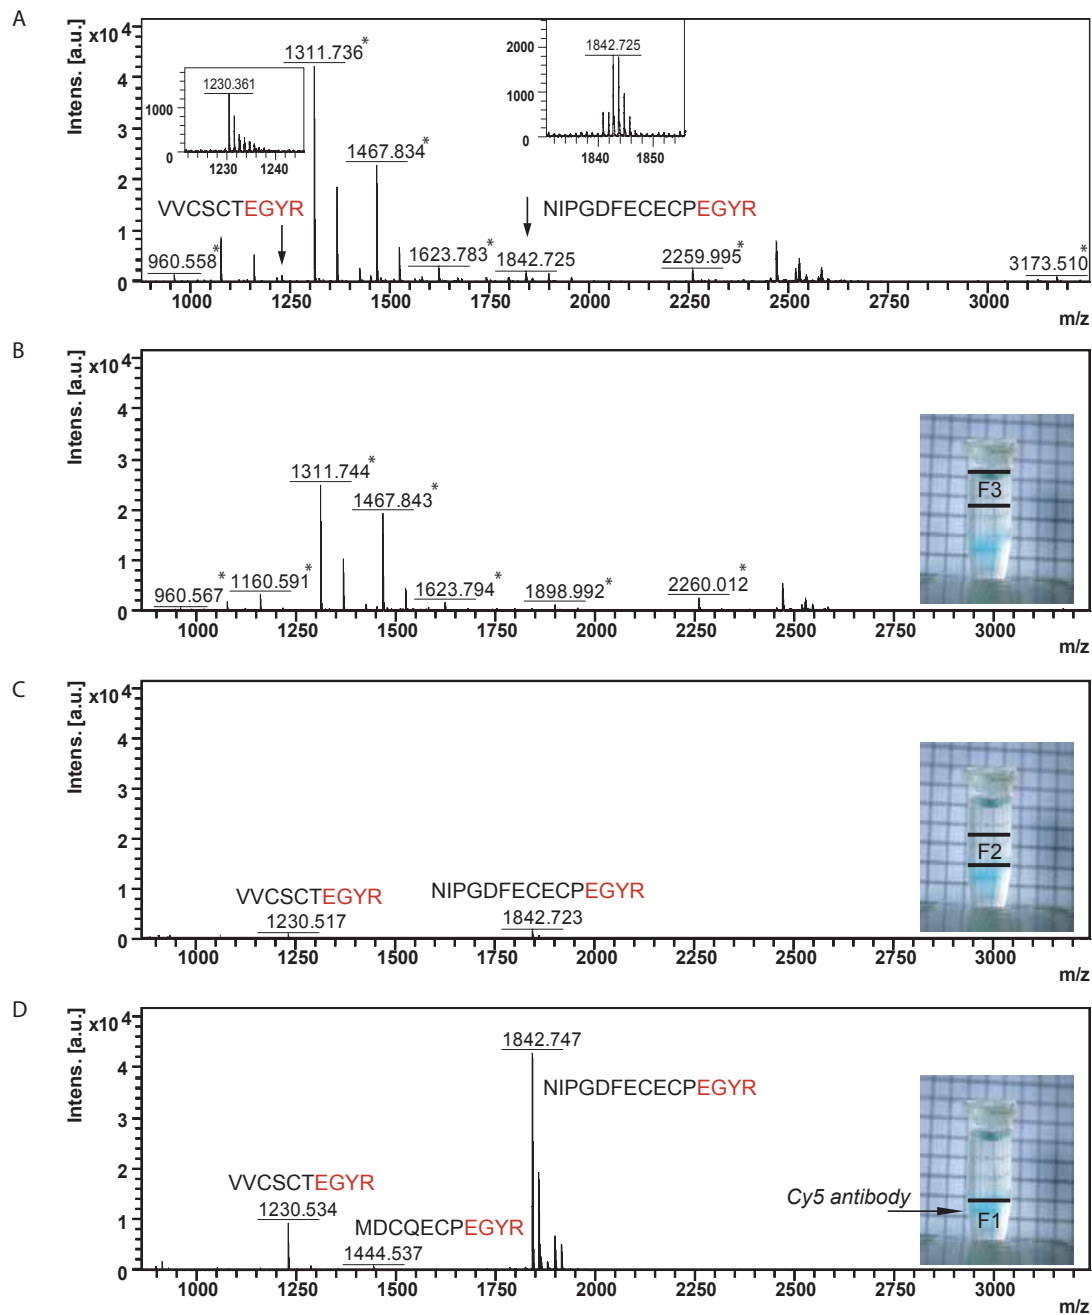 A
x10⁴
Intens. [a.u.]
4
3
2
1
0
1311.736*
1230.361
1000
0
1230 1240
1842.725
2000
1000
0
1840 1850
1467.834*
VVCSCTEGYR
NIPGDFECECPEGYR
960.558*
1623.783*
1842.725
2259.995*
3173.510*
1000 1250 1500 1750 2000 2250 2500 2750 3000
m/z
B
x10⁴
Intens. [a.u.]
4
3
2
1
0
1311.744*
1467.843*
960.567*
1160.591*
1623.794*
1898.992*
2260.012*
F3
1000 1250 1500 1750 2000 2250 2500 2750 3000
m/z
C
x10⁴
Intens. [a.u.]
4
3
2
1
0
VVCSCTEGYR
1230.517
NIPGDFECECPEGYR
1842.723
F2
1000 1250 1500 1750 2000 2250 2500 2750 3000
m/z
D
x10⁴
Intens. [a.u.]
4
3
2
1
0
1842.747
NIPGDFECECPEGYR
VVCSCTEGYR
1230.534
MDCQECPEGYR
1444.537
Cy5 antibody
F1
1000 1250 1500 1750 2000 2250 2500 2750 3000
m/z